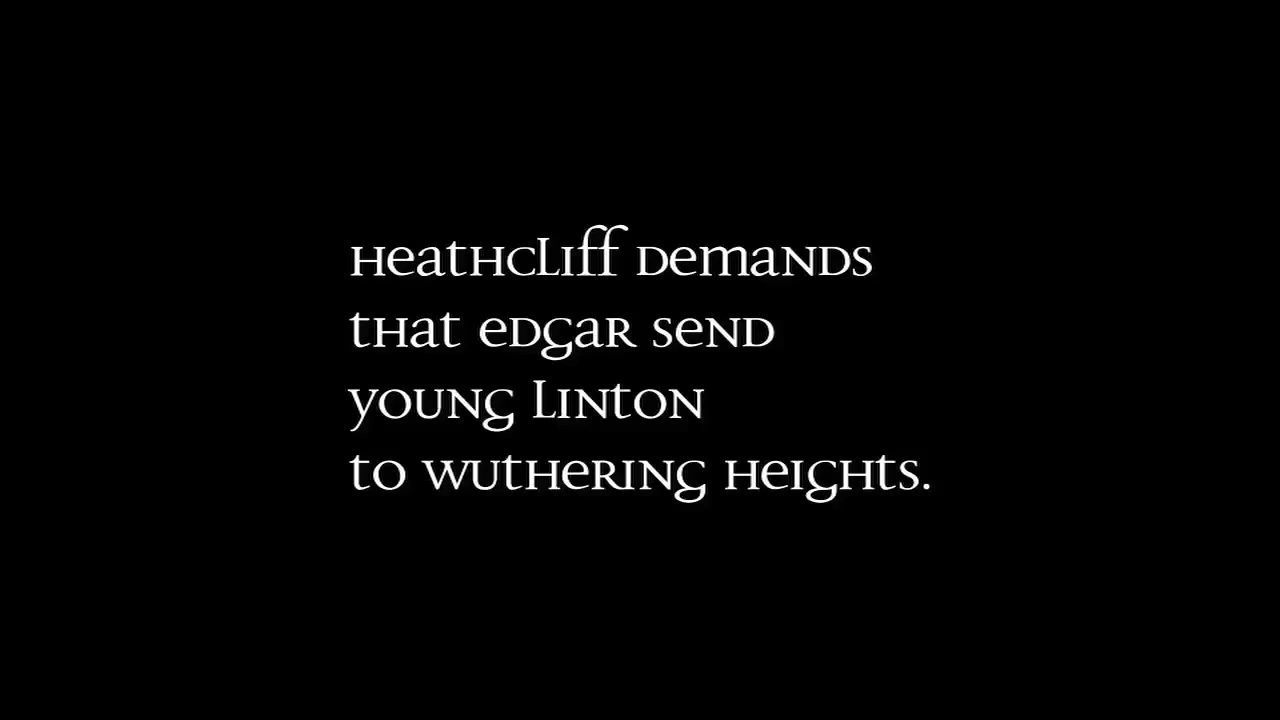 Heathcliff demands
that Edgar send
young Linton
to Wuthering Heights.